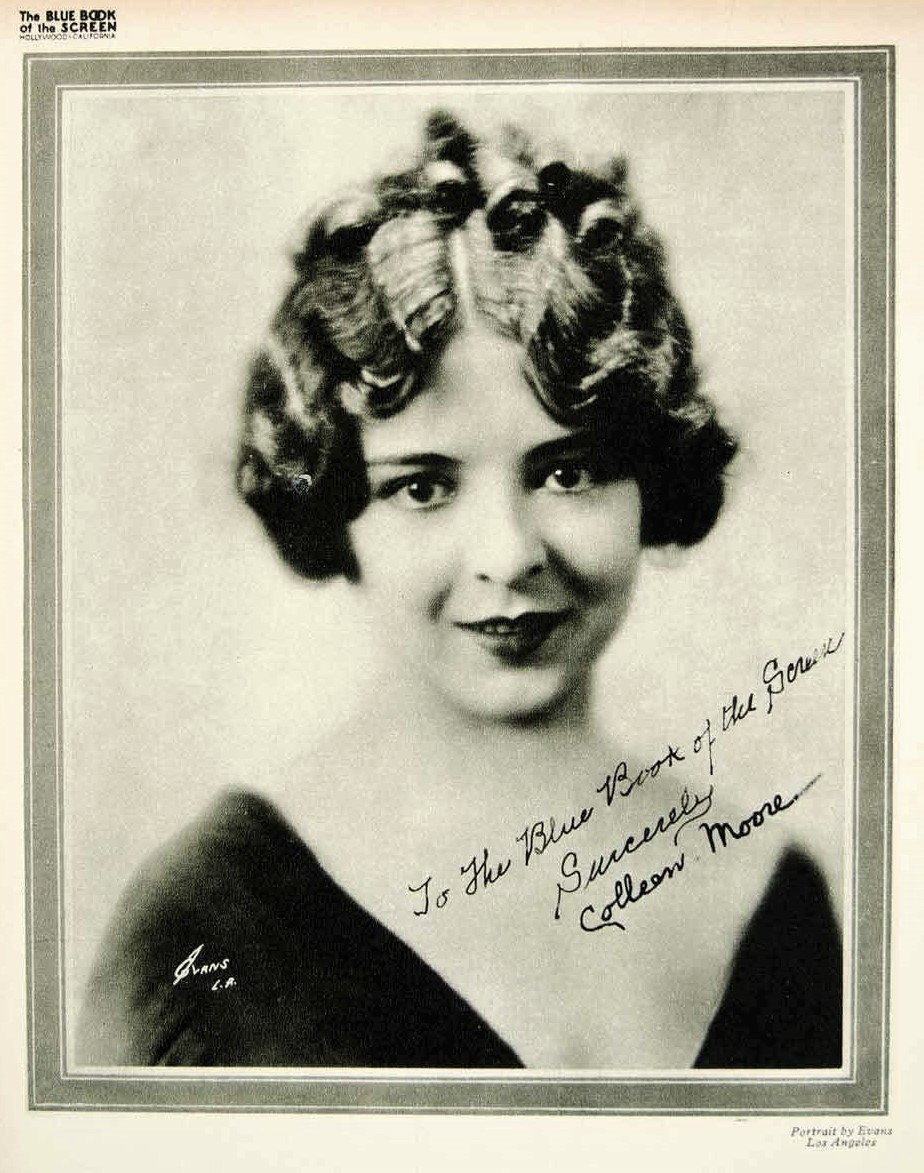 The BLUE BOOK
of the SCREEN
HOLLYWOOD-CALIFORNIA
To The Blue Book of the Screen
Sincerely
Colleen Moore
Evans
L.A.
Portrait by Evans
Los Angeles